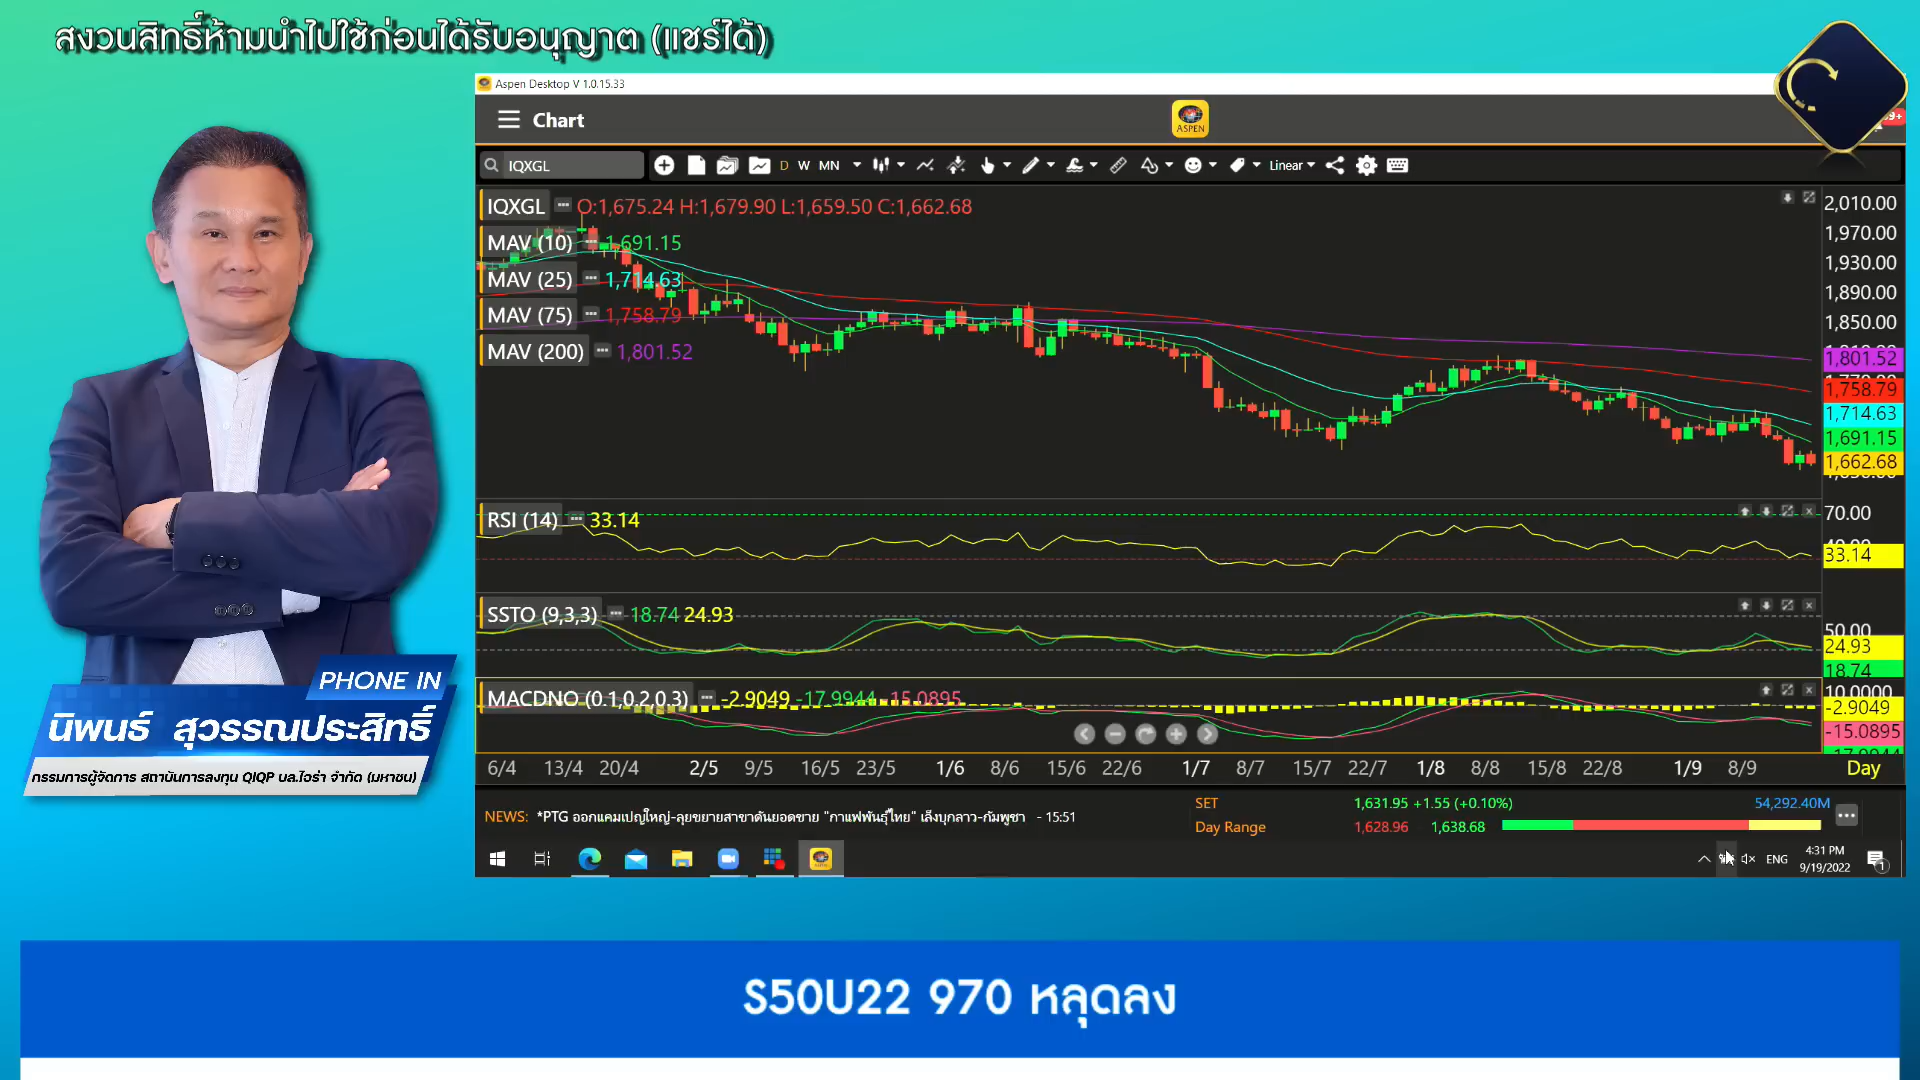 สงวนสิทธิ์ห้ามนำไปใช้ก่อนได้รับอนุญาต (แชร์ได้)
Aspen Desktop V 1.0.15.33
Chart
ASPEN
IQXGL
D W MN
Linear
IQXGL O:1,675.24 H:1,679.90 L:1,659.50 C:1,662.68
MAV (10) 1,691.15
MAV (25) 1,714.63
MAV (75) 1,758.79
MAV (200) 1,801.52
2,010.00
1,970.00
1,930.00
1,890.00
1,850.00
1,801.52
1,758.79
1,714.63
1,691.15
1,662.68
RSI (14) 33.14
70.00
33.14
SSTO (9,3,3) 18.74 24.93
50.00
24.93
18.74
MACDNO (0.1,0.2,0.3) -2.9049 -17.9944 -15.0895
10.0000
-2.9049
-15.0895
6/4 13/4 20/4 2/5 9/5 16/5 23/5 1/6 8/6 15/6 22/6 1/7 8/7 15/7 22/7 1/8 8/8 15/8 22/8 1/9 8/9 Day
NEWS: *PTG ออกแคมเปญใหญ่-ลุยขยายสาขาดันยอดขาย "กาแฟพันธุ์ไทย" เล็งบุกลาว-กัมพูชา - 15:51
SET 1,631.95 +1.55 (+0.10%) 54,292.40M
Day Range 1,628.96 1,638.68
ENG
4:31 PM
9/19/2022
1
PHONE IN
นิพนธ์ สุวรรณประสิทธิ์
กรรมการผู้จัดการ สถาบันการลงทุน QIQP บล.ไอร่า จำกัด (มหาชน)
S50U22 970 หลุดลง